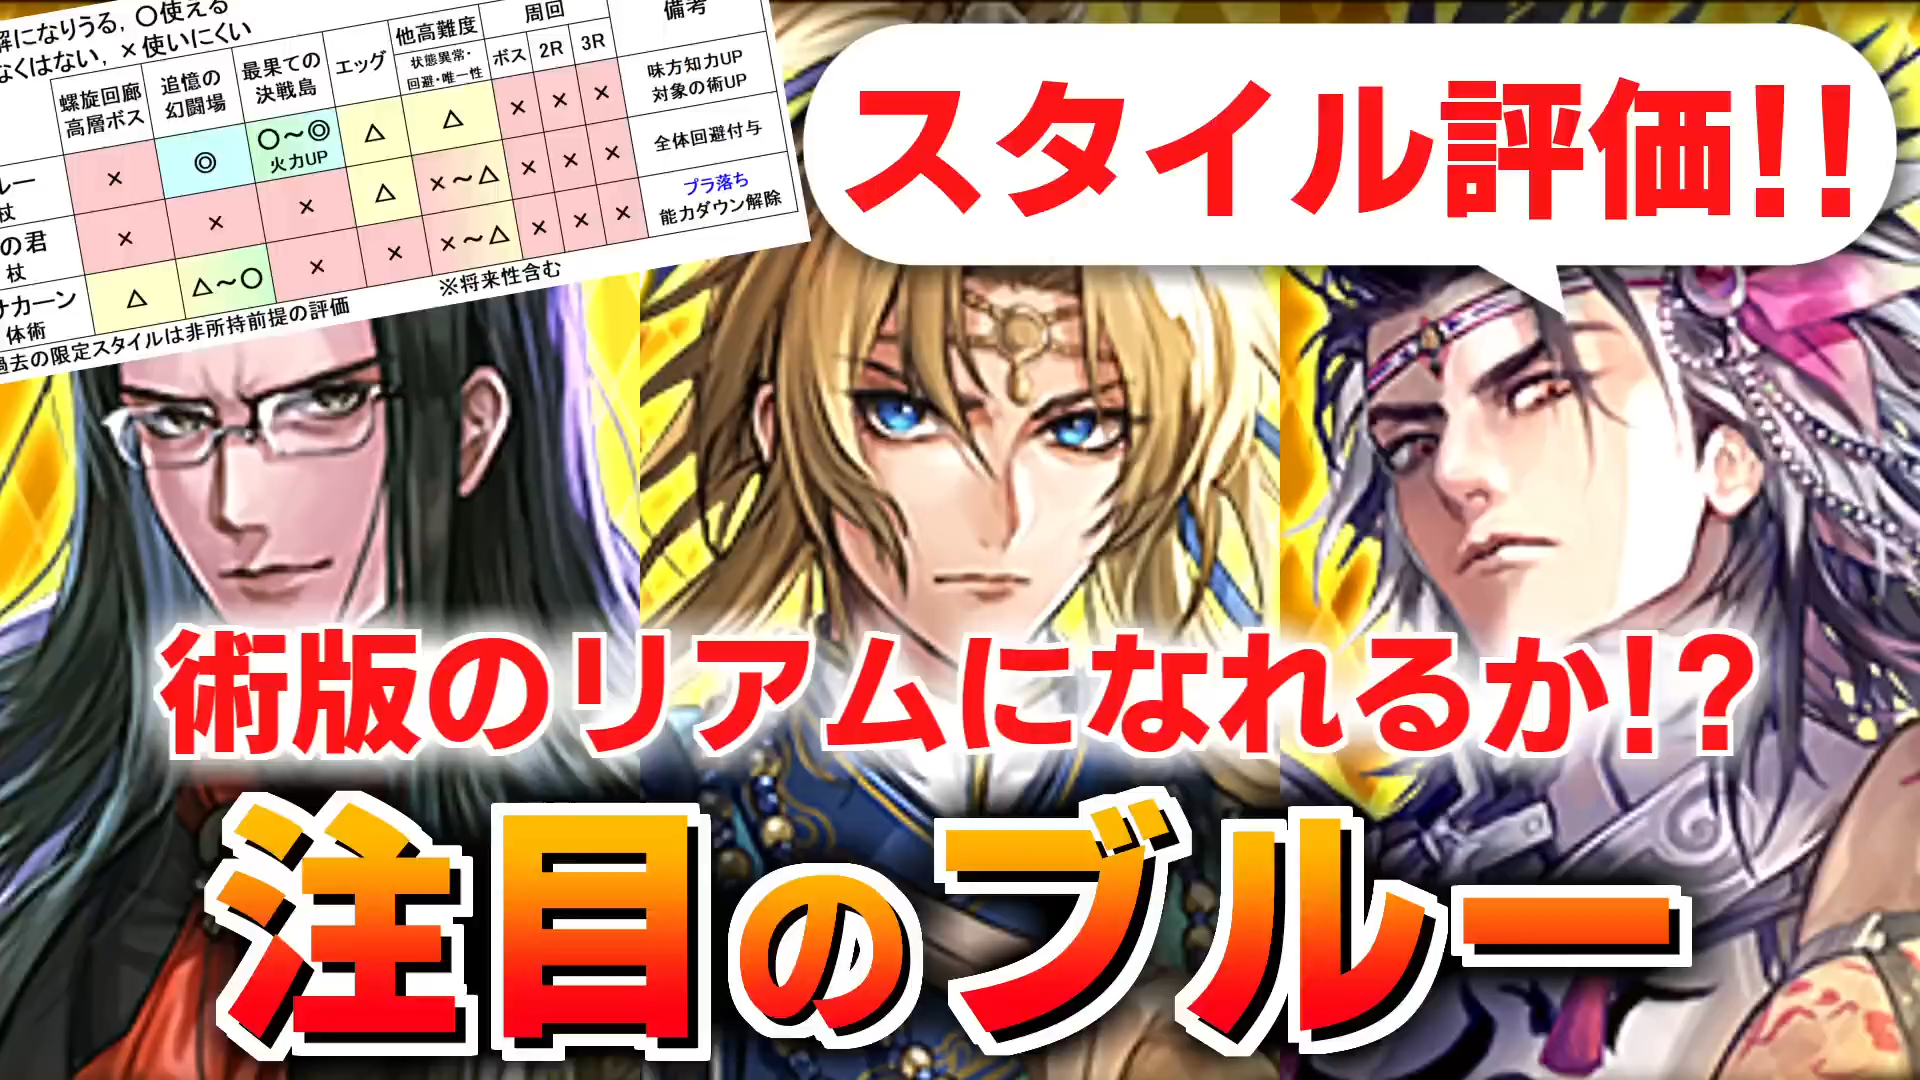 解になりうる, 〇使える
なくはない, ×使いにくい
螺旋回廊
高層ボス
追憶の
幻闘場
最果ての
決戦島
エッグ
他高難度
状態異常・
回避・唯一性
周回
ボス 2R 3R
備考
ルー
杖
× ◎ 〇～◎
火力UP
△ △ × × ×
味方知力UP
対象の術UP
の君
杖
× × × △ ×～△ × × ×
全体回避付与
ナカーン
体術
△ △～〇 × × ×～△ × × ×
プラ落ち
能力ダウン解除
過去の限定スタイルは非所持前提の評価
※将来性含む
スタイル評価!!
術版のリアムになれるか!?
注目のブルー